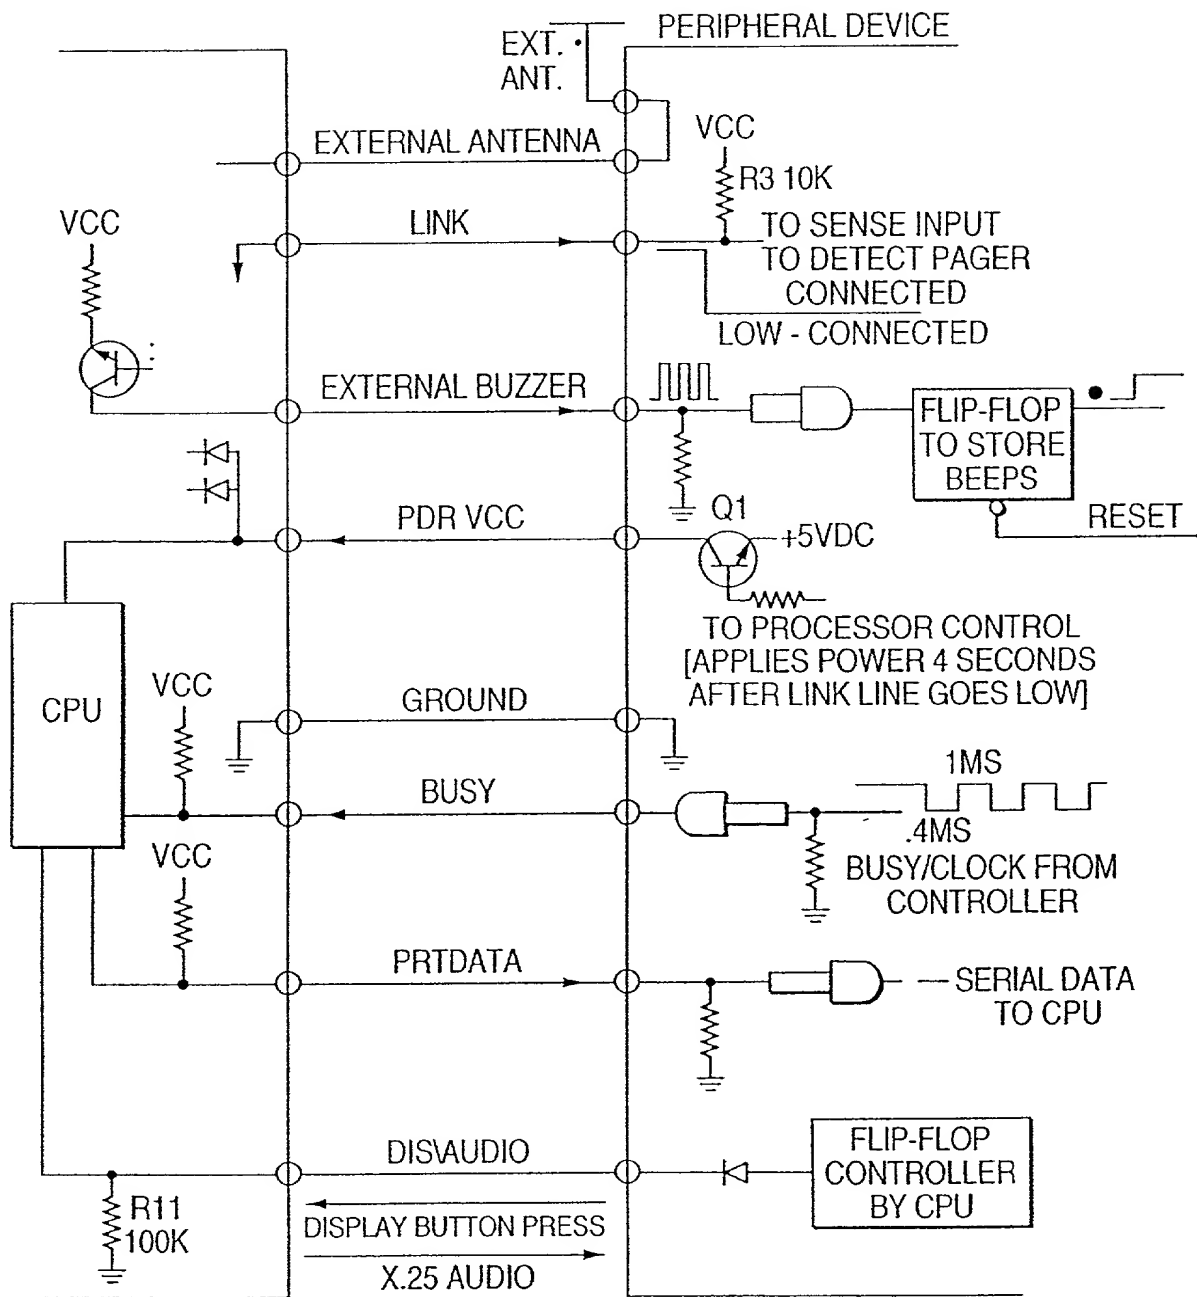 PERIPHERAL DEVICE
EXT.
ANT.
EXTERNAL ANTENNA
VCC
R3 10K
VCC
LINK
TO SENSE INPUT
TO DETECT PAGER
CONNECTED
LOW - CONNECTED
EXTERNAL BUZZER
FLIP-FLOP
TO STORE
BEEPS
RESET
PDR VCC
Q1
+5VDC
TO PROCESSOR CONTROL
[APPLIES POWER 4 SECONDS
AFTER LINK LINE GOES LOW]
CPU
VCC
GROUND
BUSY
1MS
.4MS
BUSY/CLOCK FROM
CONTROLLER
VCC
PRTDATA
SERIAL DATA
TO CPU
DIS\AUDIO
FLIP-FLOP
CONTROLLER
BY CPU
R11
100K
DISPLAY BUTTON PRESS
X.25 AUDIO